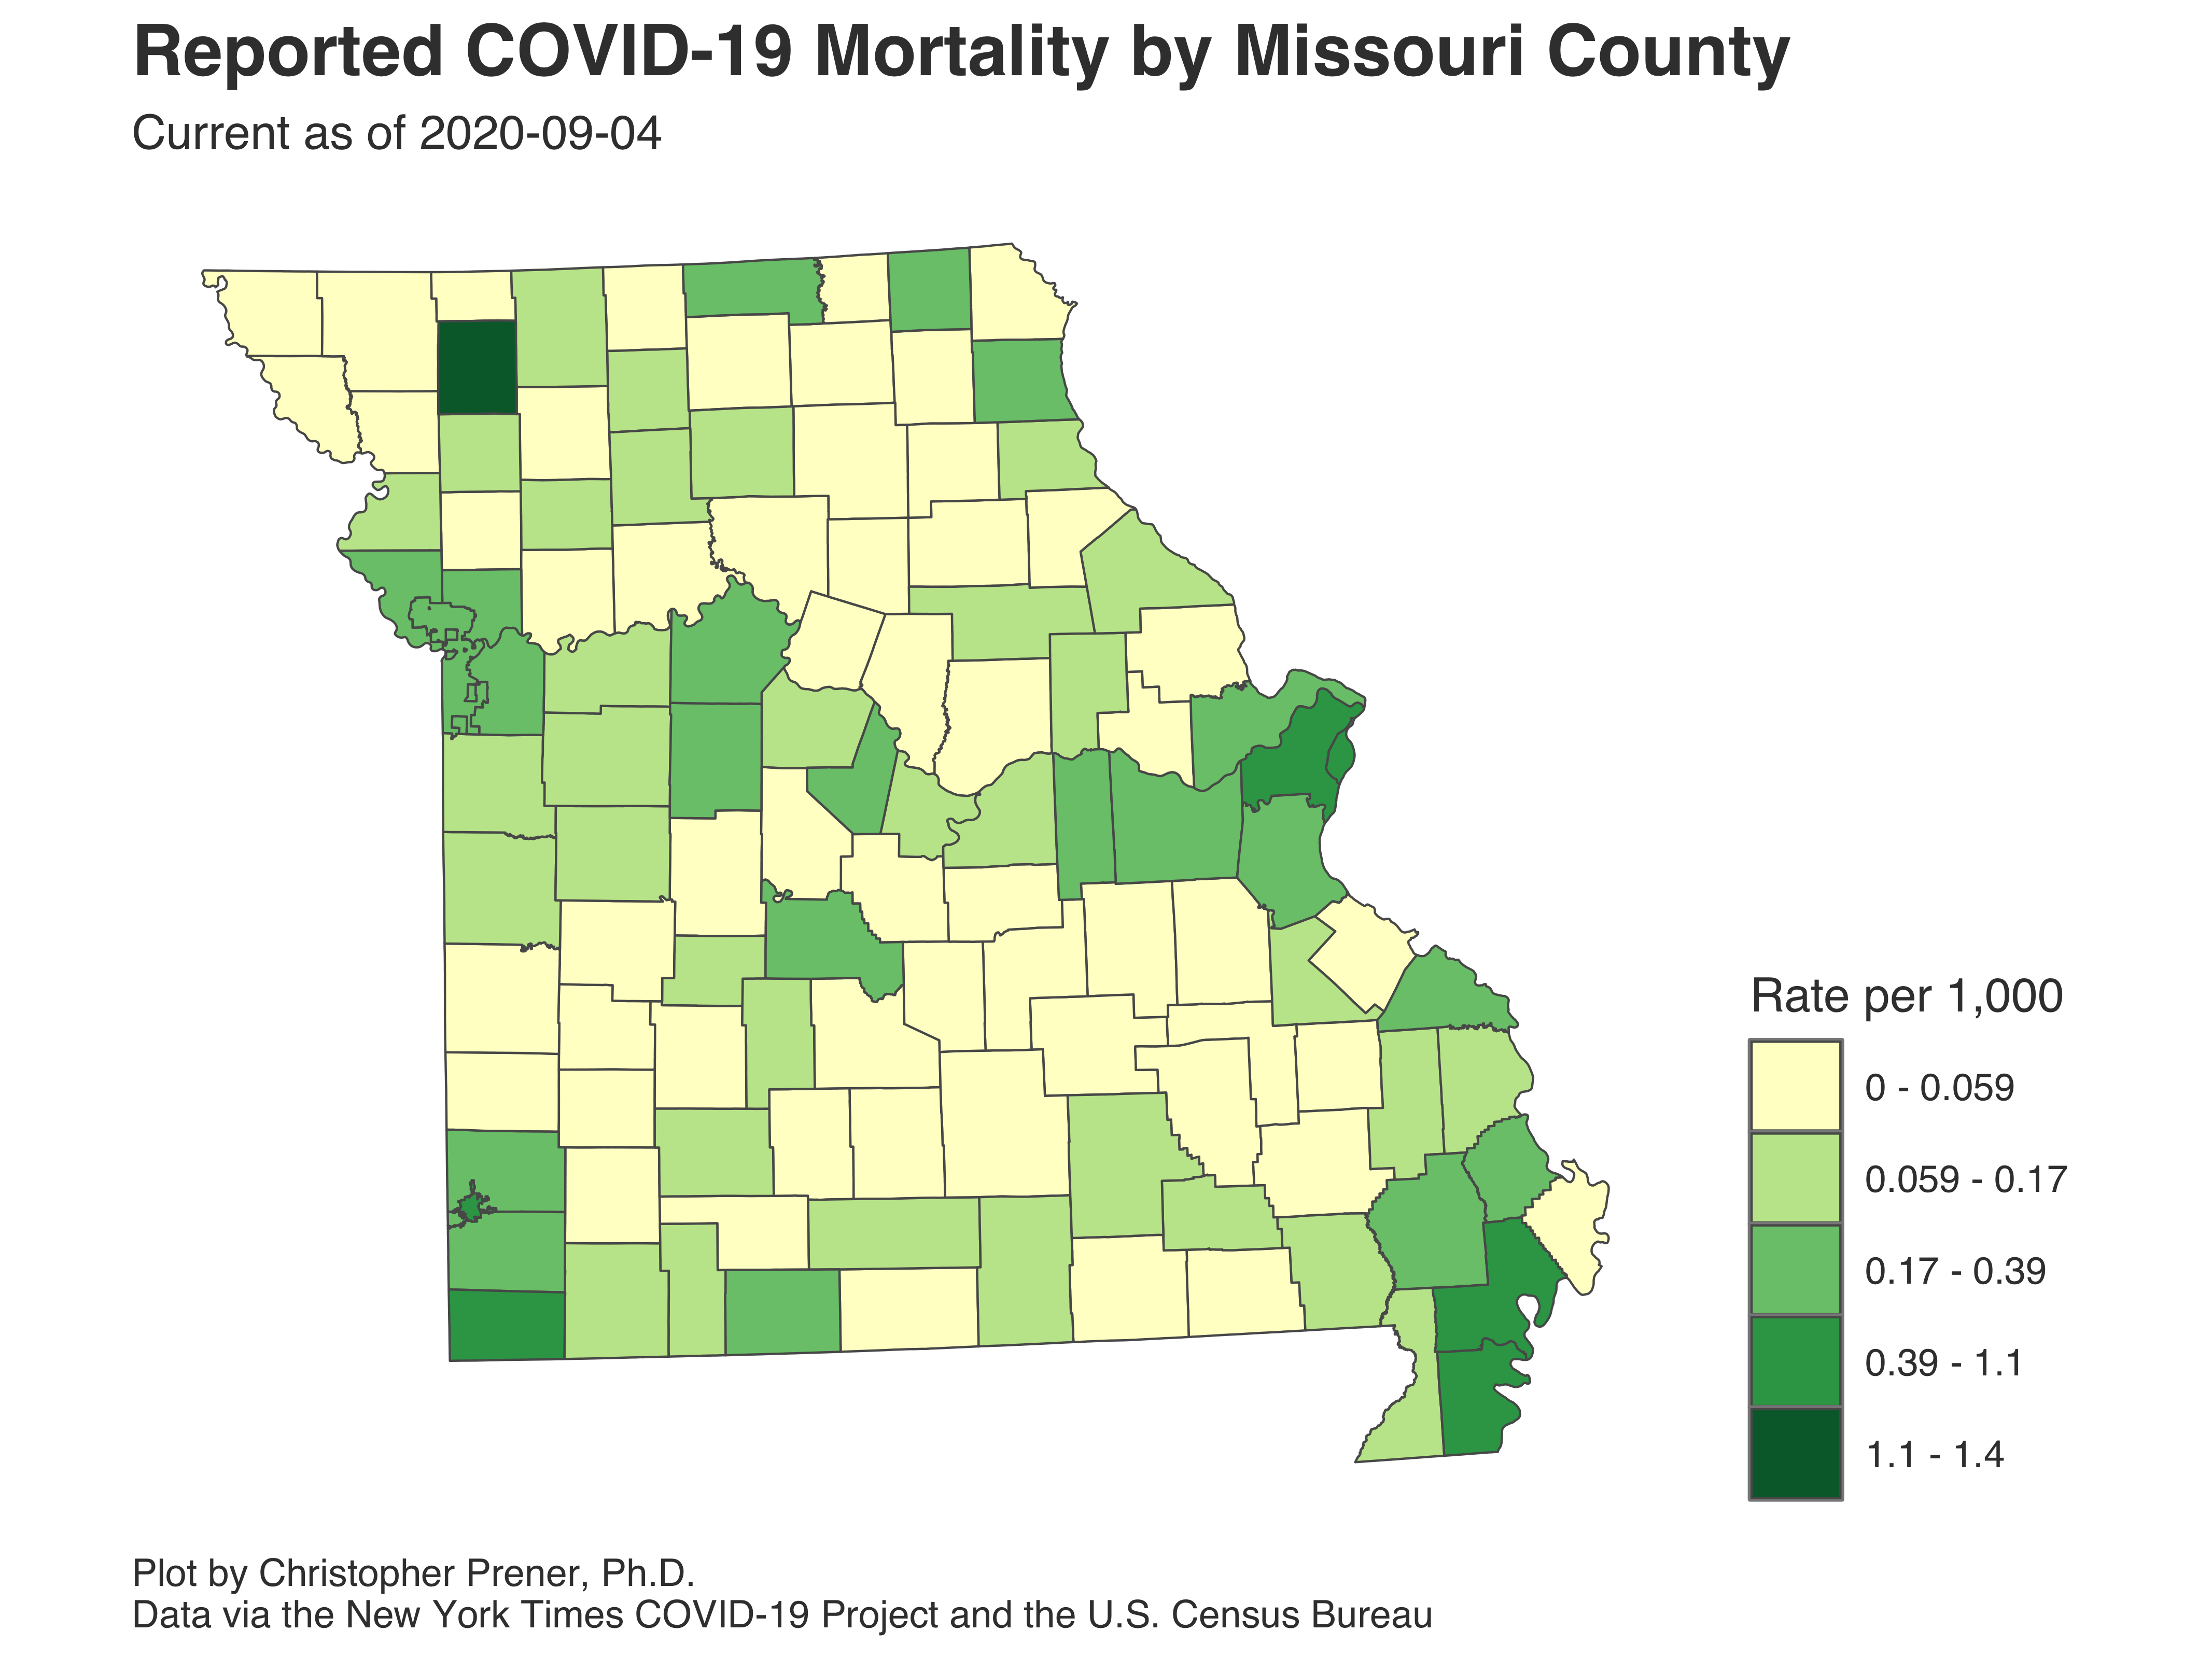 Reported COVID-19 Mortality by Missouri County
Current as of 2020-09-04
Rate per 1,000
0 - 0.059
0.059 - 0.17
0.17 - 0.39
0.39 - 1.1
1.1 - 1.4
Plot by Christopher Prener, Ph.D.
Data via the New York Times COVID-19 Project and the U.S. Census Bureau